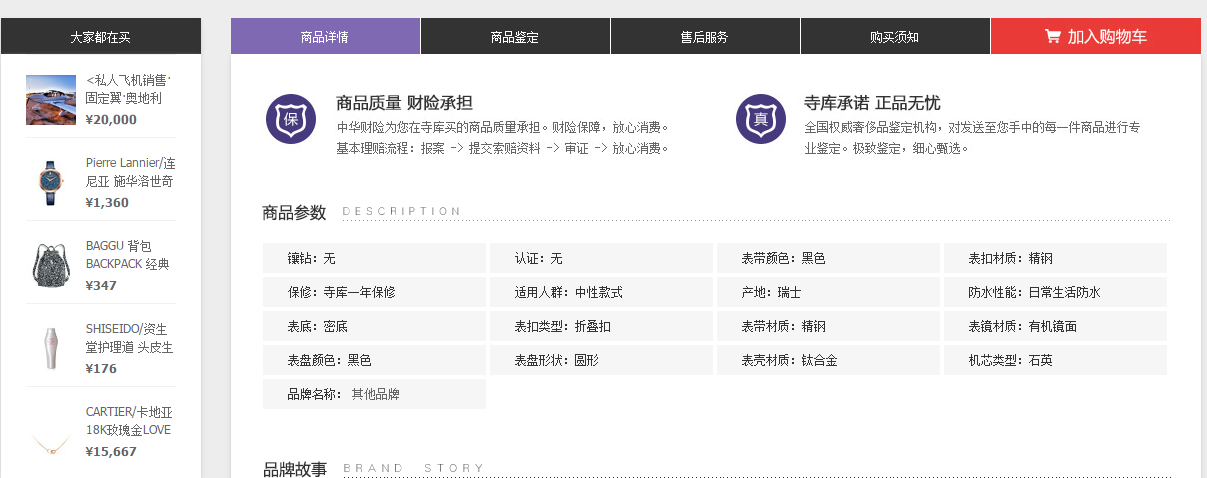 大家都在买
商品详情
商品鉴定
售后服务
购买须知
加入购物车
<私人飞机销售·
固定翼·奥地利
¥20,000
Pierre Lannier/连
尼亚 施华洛世奇
¥1,360
BAGGU 背包
BACKPACK 经典
¥347
SHISEIDO/资生
堂护理道 头皮生
¥176
CARTIER/卡地亚
18K玫瑰金LOVE
¥15,667
保
商品质量 财险承担
中华财险为您在寺库买的商品质量承担。财险保障，放心消费。
基本理赔流程：报案 -> 提交索赔资料 -> 审证 -> 放心消费。
真
寺库承诺 正品无忧
全国权威奢侈品鉴定机构，对发送至您手中的每一件商品进行专
业鉴定。极致鉴定，细心甄选。
商品参数 DESCRIPTION
镶钻：无
认证：无
表带颜色：黑色
表扣材质：精钢
保修：寺库一年保修
适用人群：中性款式
产地：瑞士
防水性能：日常生活防水
表底：密底
表扣类型：折叠扣
表带材质：精钢
表镜材质：有机镜面
表盘颜色：黑色
表盘形状：圆形
表壳材质：钛合金
机芯类型：石英
品牌名称： 其他品牌
品牌故事 BRAND STORY